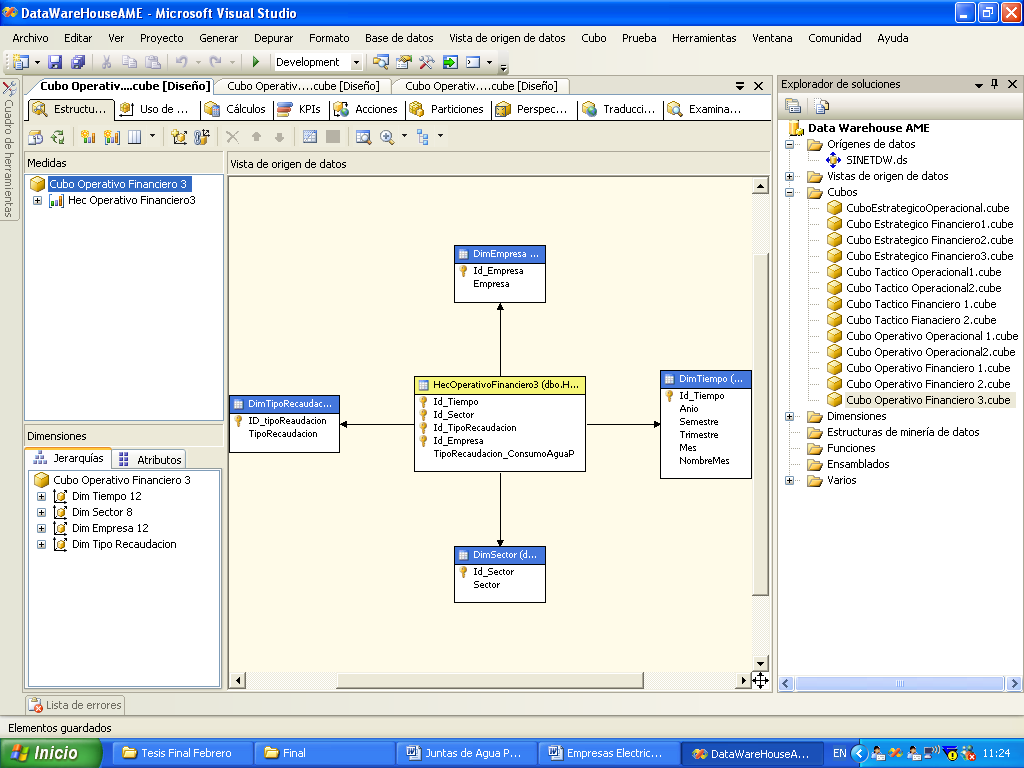 DataWareHouseAME - Microsoft Visual Studio
Archivo Editar Ver Proyecto Generar Depurar Formato Base de datos Vista de origen de datos Cubo Prueba Herramientas Ventana Comunidad Ayuda
Development
Cuadro de herramientas
Cubo Operativ....cube [Diseño] Cubo Operativ....cube [Diseño] Cubo Operativ....cube [Diseño]
Estructu... Uso de ... Cálculos KPIs Acciones Particiones Perspec... Traducci... Examina...
Medidas
Cubo Operativo Financiero 3
Hec Operativo Financiero3
Dimensiones
Jerarquías Atributos
Cubo Operativo Financiero 3
Dim Tiempo 12
Dim Sector 8
Dim Empresa 12
Dim Tipo Recaudacion
Vista de origen de datos
DimEmpresa ...
Id_Empresa
Empresa
DimTipoRecaudac...
ID_tipoReaudacion
TipoRecaudacion
HecOperativoFinanciero3 (dbo.H...
Id_Tiempo
Id_Sector
Id_TipoRecaudacion
Id_Empresa
TipoRecaudacion_ConsumoAguaP
DimTiempo (...
Id_Tiempo
Anio
Semestre
Trimestre
Mes
NombreMes
DimSector (d...
Id_Sector
Sector
Explorador de soluciones
Data Warehouse AME
Orígenes de datos
SINETDW.ds
Vistas de origen de datos
Cubos
CuboEstrategicoOperacional.cube
Cubo Estrategico Financiero1.cube
Cubo Estrategico Financiero2.cube
Cubo Estrategico Financiero3.cube
Cubo Tactico Operacional1.cube
Cubo Tactico Operacional2.cube
Cubo Tactico Financiero 1.cube
Cubo Tactico Fianaciero 2.cube
Cubo Operativo Operacional 1.cube
Cubo Operativo Operacional2.cube
Cubo Operativo Financiero 1.cube
Cubo Operativo Financiero 2.cube
Cubo Operativo Financiero 3.cube
Dimensiones
Estructuras de minería de datos
Funciones
Ensamblados
Varios
Lista de errores
Elementos guardados
Inicio Tesis Final Febrero Final Juntas de Agua P... Empresas Electric... DataWareHouseA... EN 11:24